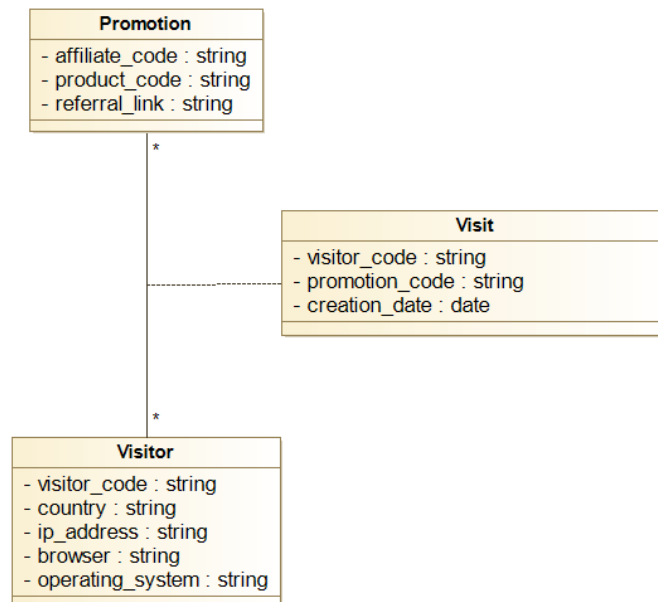 Promotion
- affiliate_code : string
- product_code : string
- referral_link : string
*
Visit
- visitor_code : string
- promotion_code : string
- creation_date : date
*
Visitor
- visitor_code : string
- country : string
- ip_address : string
- browser : string
- operating_system : string